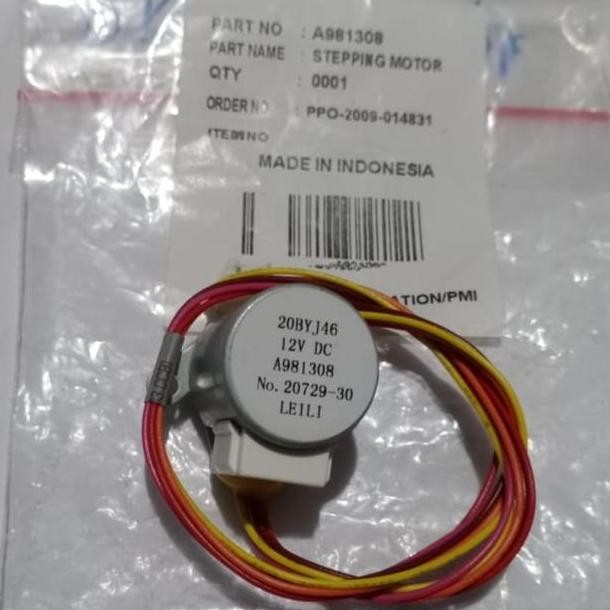 PART NO : A981308
PART NAME : STEPPING MOTOR
QTY : 0001
ORDER NO : PPO-2009-014831
ITEM NO
MADE IN INDONESIA
ATION/PMI
20BYJ46
12V DC
A981308
No. 20729-30
LEILI